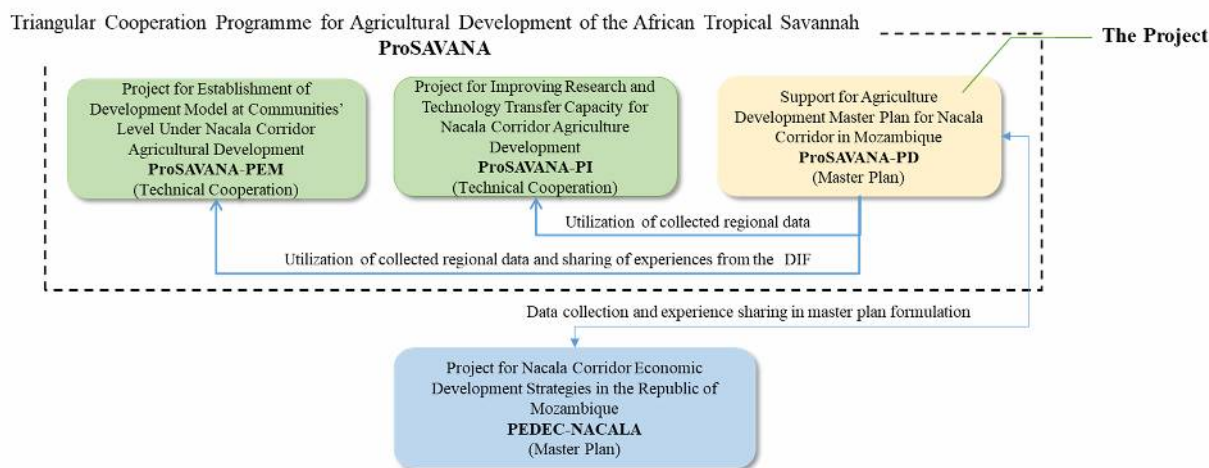 Triangular Cooperation Programme for Agricultural Development of the African Tropical Savannah
ProSAVANA
The Project
Project for Establishment of
Development Model at Communities’
Level Under Nacala Corridor
Agricultural Development
ProSAVANA-PEM
(Technical Cooperation)
Project for Improving Research and
Technology Transfer Capacity for
Nacala Corridor Agriculture
Development
ProSAVANA-PI
(Technical Cooperation)
Support for Agriculture
Development Master Plan for Nacala
Corridor in Mozambique
ProSAVANA-PD
(Master Plan)
Utilization of collected regional data
Utilization of collected regional data and sharing of experiences from the DIF
Data collection and experience sharing in master plan formulation
Project for Nacala Corridor Economic
Development Strategies in the Republic of
Mozambique
PEDEC-NACALA
(Master Plan)